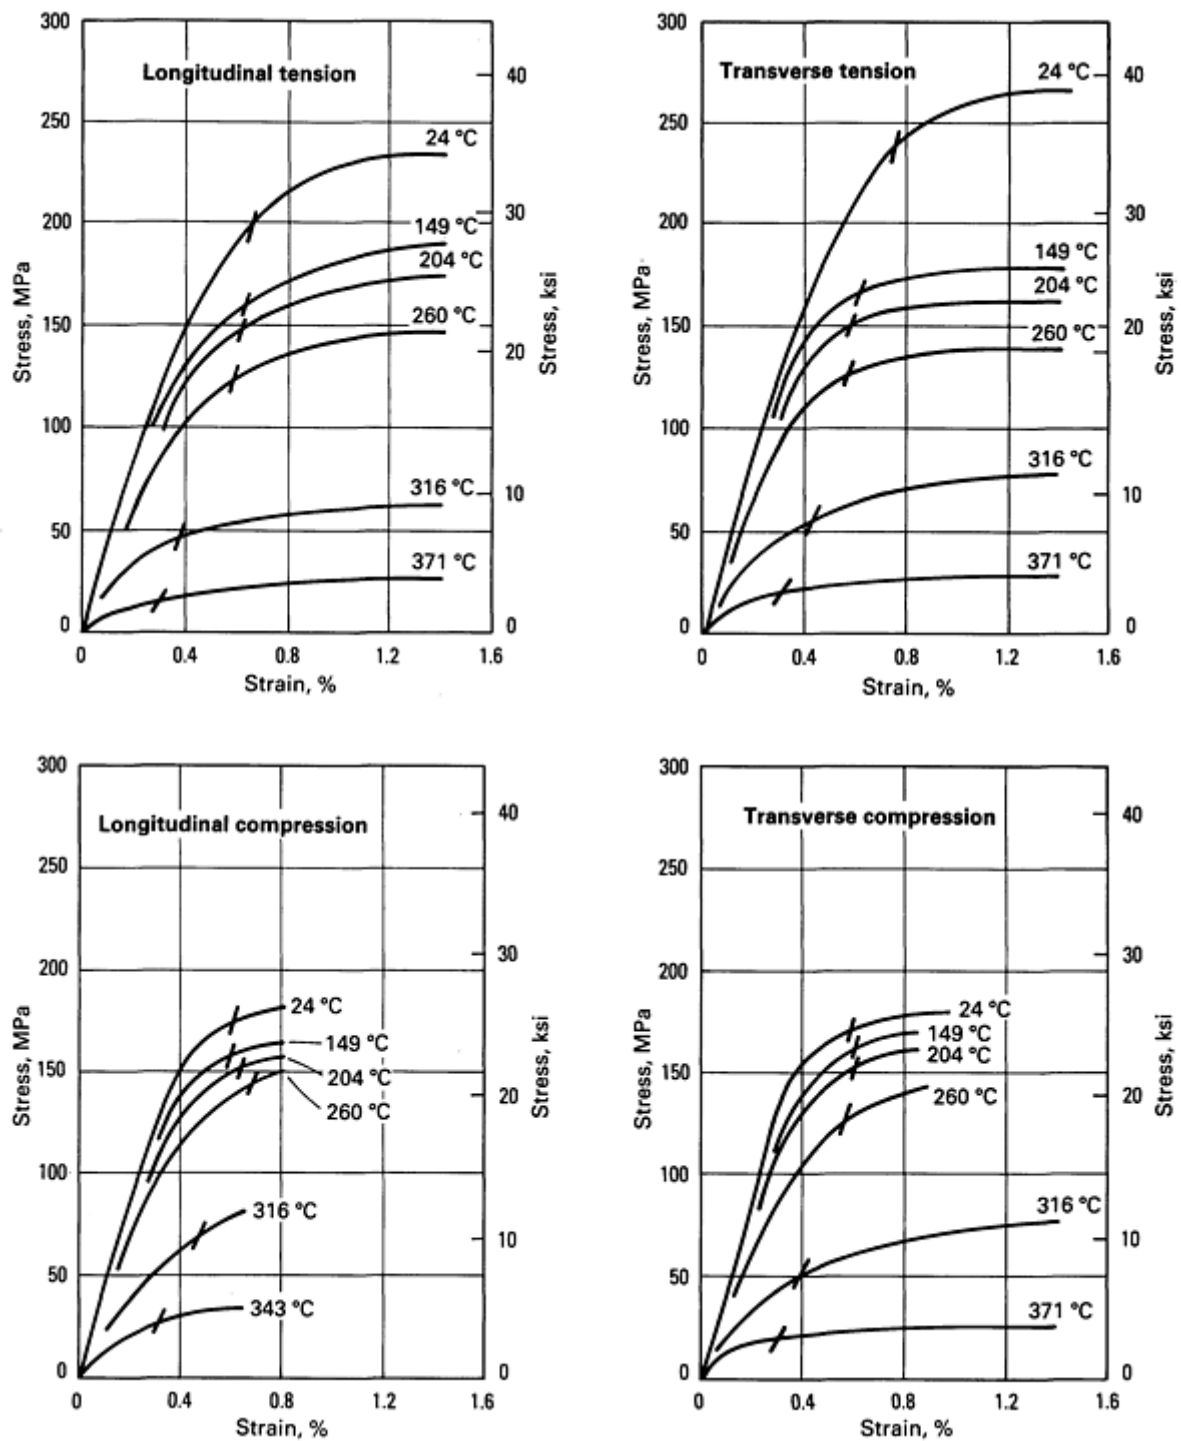 300
250
200
150
100
50
0
Stress, MPa
Longitudinal tension
24 °C
149 °C
204 °C
260 °C
316 °C
371 °C
40
30
20
10
0
Stress, ksi
0 0.4 0.8 1.2 1.6
Strain, %
300
250
200
150
100
50
0
Stress, MPa
Transverse tension
24 °C
149 °C
204 °C
260 °C
316 °C
371 °C
40
30
20
10
0
Stress, ksi
0 0.4 0.8 1.2 1.6
Strain, %
300
250
200
150
100
50
0
Stress, MPa
Longitudinal compression
24 °C
149 °C
204 °C
260 °C
316 °C
343 °C
40
30
20
10
0
Stress, ksi
0 0.4 0.8 1.2 1.6
Strain, %
300
250
200
150
100
50
0
Stress, MPa
Transverse compression
24 °C
149 °C
204 °C
260 °C
316 °C
371 °C
40
30
20
10
0
Stress, ksi
0 0.4 0.8 1.2 1.6
Strain, %